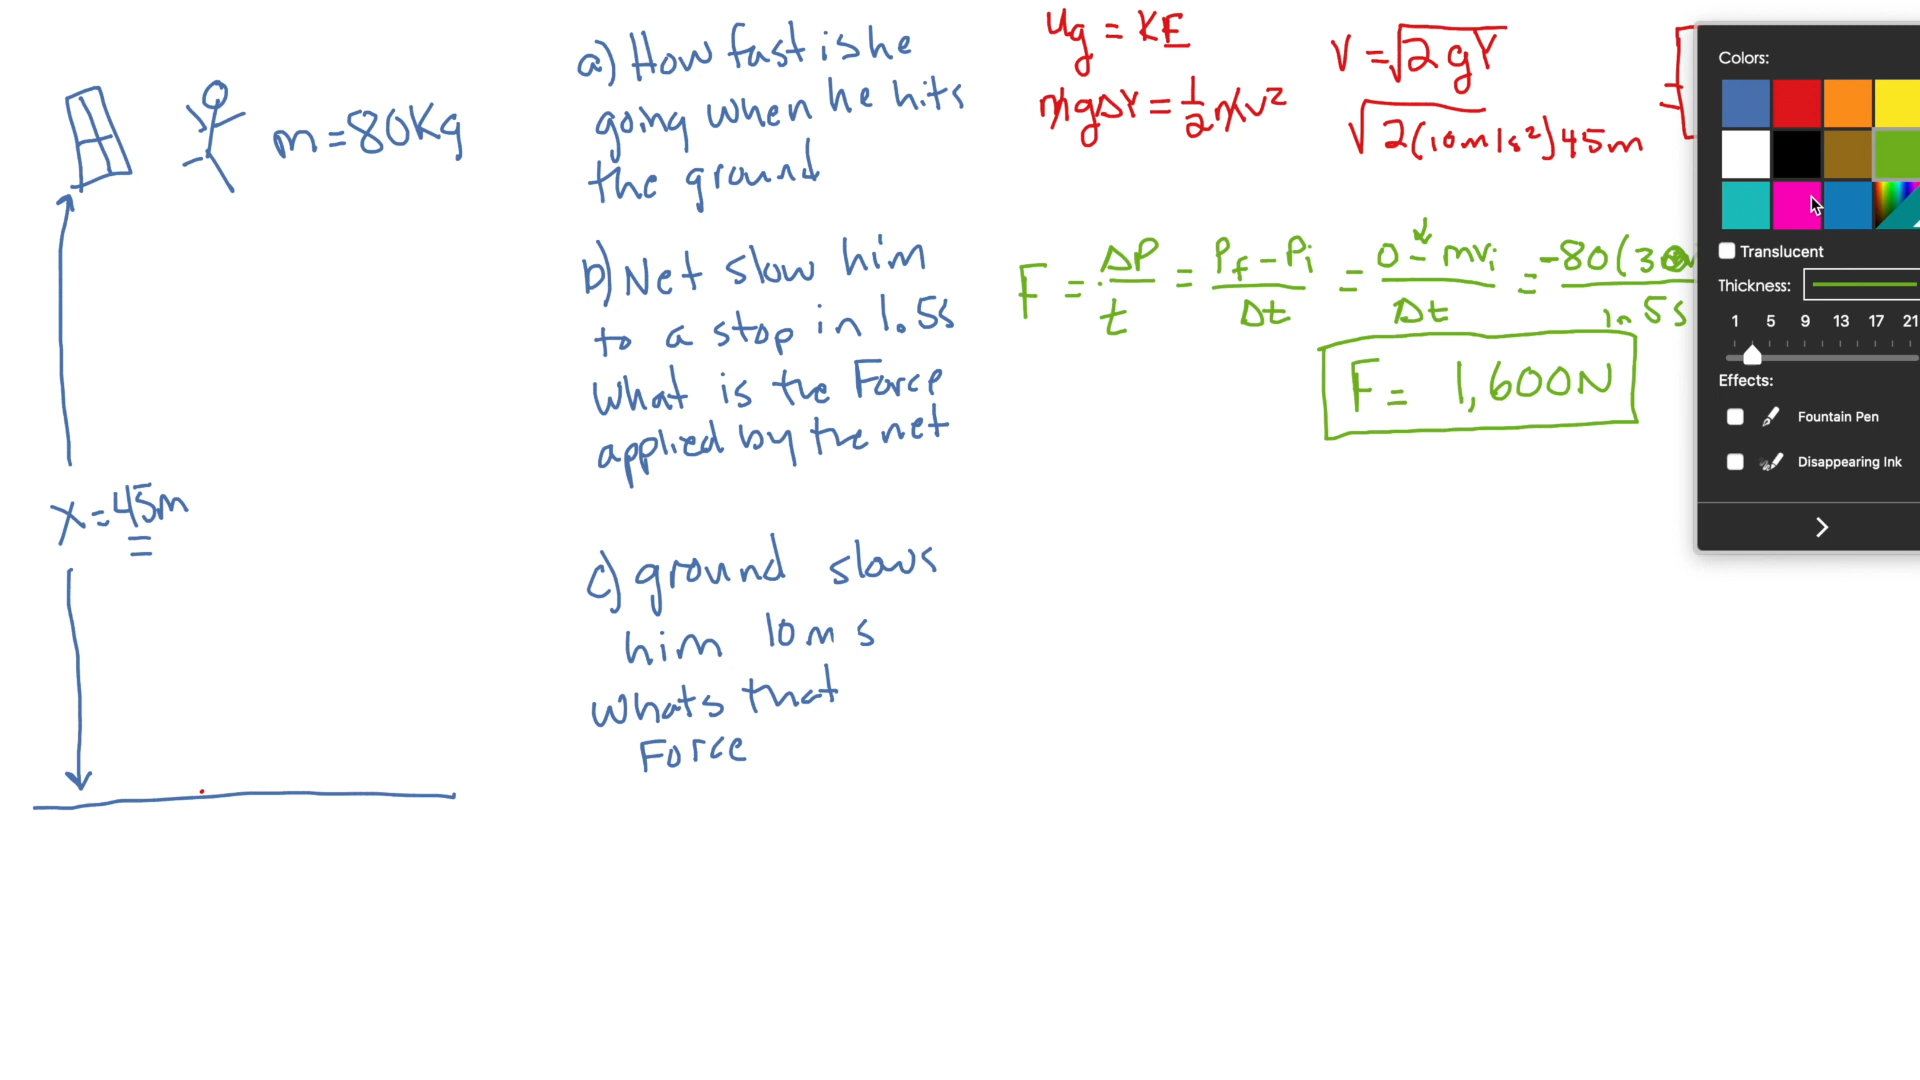 m = 80Kg
x = 45m
a) How fast is he
going when he hits
the ground
b) Net slow him
to a stop in 1.5s
What is the Force
applied by the net
c) ground slows
him 10ms
Whats that
Force
Ug = KE
mgΔY = 1/2 mv²
V = √2gY
√2(10m/s²)45m
=
F = ΔP/t = Pf - Pi/Δt = 0 - mvi/Δt = -80(30
5s
F = 1,600N
Colors:
Translucent
Thickness:
1 5 9 13 17 21
Effects:
Fountain Pen
Disappearing Ink